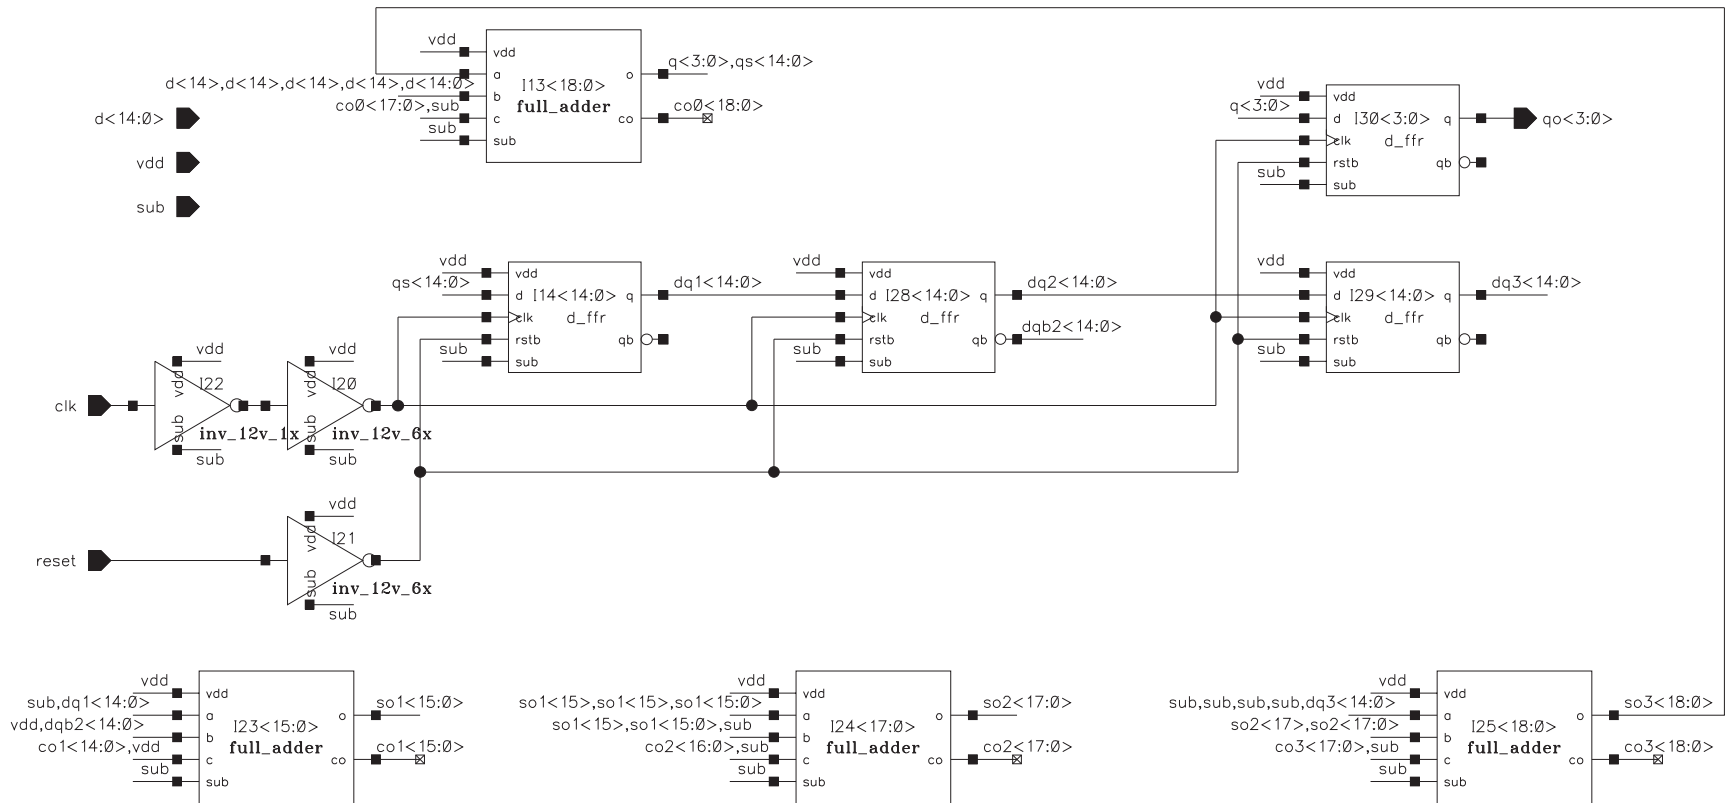 vdd
vdd
a
d<14>,d<14>,d<14>,d<14>,d<14:0>
b
co0<17:0>,sub
c
sub
sub
I13<18:0>
full_adder
o
q<3:0>,qs<14:0>
co
co0<18:0>
d<14:0>
vdd
sub
vdd
vdd
q<3:0>
d
clk
rstb
sub
sub
I30<3:0>
d_ffr
q
qb
qo<3:0>
vdd
vdd
qs<14:0>
d
clk
rstb
sub
sub
I14<14:0>
d_ffr
q
qb
dq1<14:0>
vdd
vdd
d
clk
rstb
sub
sub
I28<14:0>
d_ffr
q
qb
dq2<14:0>
dqb2<14:0>
vdd
vdd
d
clk
rstb
sub
sub
I29<14:0>
d_ffr
q
qb
dq3<14:0>
clk
vdd
vdd
I22
sub
inv_12v_1x
sub
vdd
vdd
I20
sub
inv_12v_6x
sub
reset
vdd
vdd
I21
sub
inv_12v_6x
sub
vdd
vdd
sub,dq1<14:0>
a
vdd,dqb2<14:0>
b
co1<14:0>,vdd
c
sub
sub
I23<15:0>
full_adder
o
so1<15:0>
co
co1<15:0>
vdd
vdd
so1<15>,so1<15>,so1<15:0>
a
so1<15>,so1<15:0>,sub
b
co2<16:0>,sub
c
sub
sub
I24<17:0>
full_adder
o
so2<17:0>
co
co2<17:0>
vdd
vdd
sub,sub,sub,sub,dq3<14:0>
a
so2<17>,so2<17:0>
b
co3<17:0>,sub
c
sub
sub
I25<18:0>
full_adder
o
so3<18:0>
co
co3<18:0>